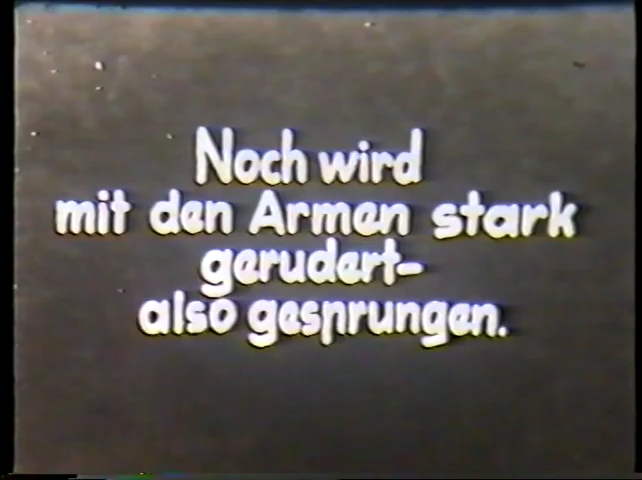 Noch wird
mit den Armen stark
gerudert-
also gesprungen.